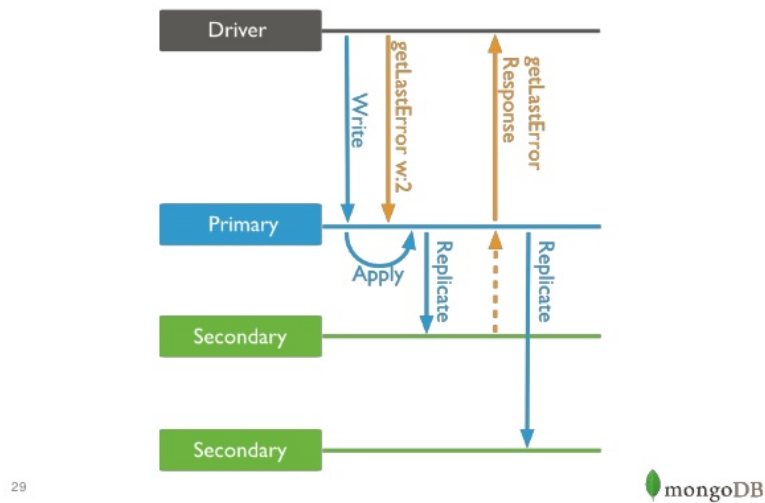 Driver
Write
getLastError w:2
getLastError
Response
Primary
Apply
Replicate
Replicate
Secondary
Secondary
29
mongoDB